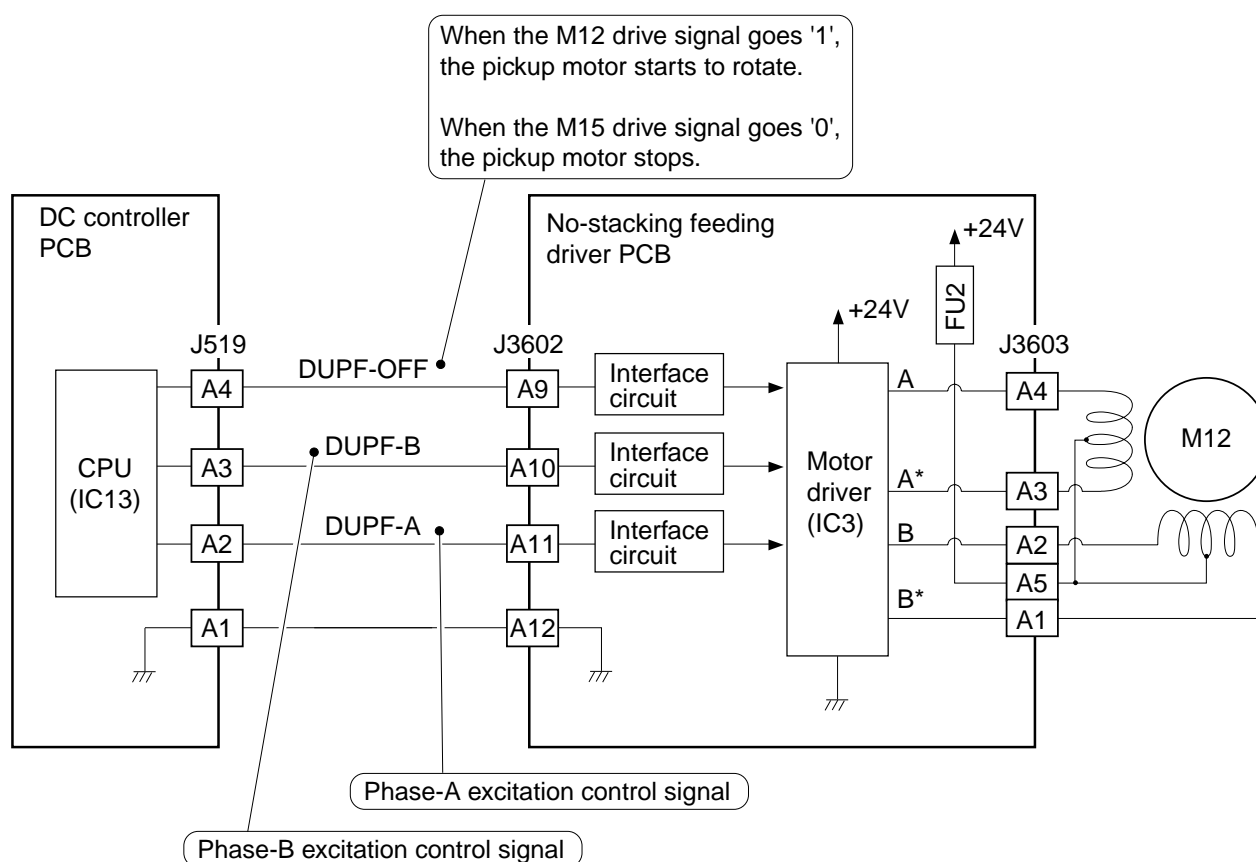 When the M12 drive signal goes '1',
the pickup motor starts to rotate.
When the M15 drive signal goes '0',
the pickup motor stops.
DC controller
PCB
No-stacking feeding
driver PCB
+24V
FU2
+24V
J519
J3602
J3603
DUPF-OFF
A4
A9
Interface
circuit
A
A4
M12
CPU
(IC13)
A3
DUPF-B
A10
Interface
circuit
Motor
driver
(IC3)
A*
A3
A2
DUPF-A
A11
Interface
circuit
B
A2
A5
B*
A1
A1
A12
Phase-A excitation control signal
Phase-B excitation control signal